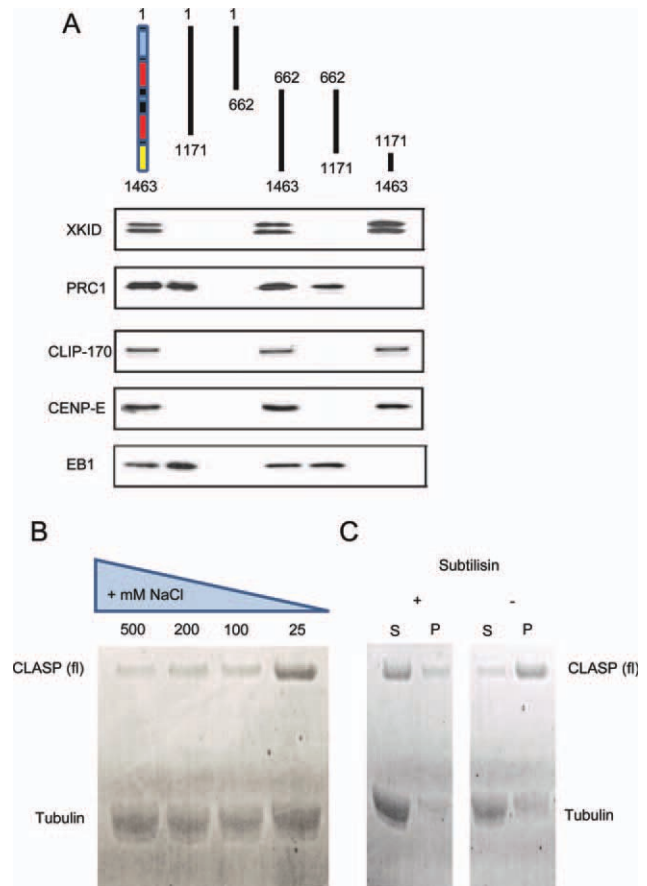 A
1 1 1
662 662
662
1171
1171 1171
1463 1463 1463
XKID
PRC1
CLIP-170
CENP-E
EB1
B C
Subtilisin
+ mM NaCl
+ -
500 200 100 25 S P S P
CLASP (fl) CLASP (fl)
Tubulin Tubulin